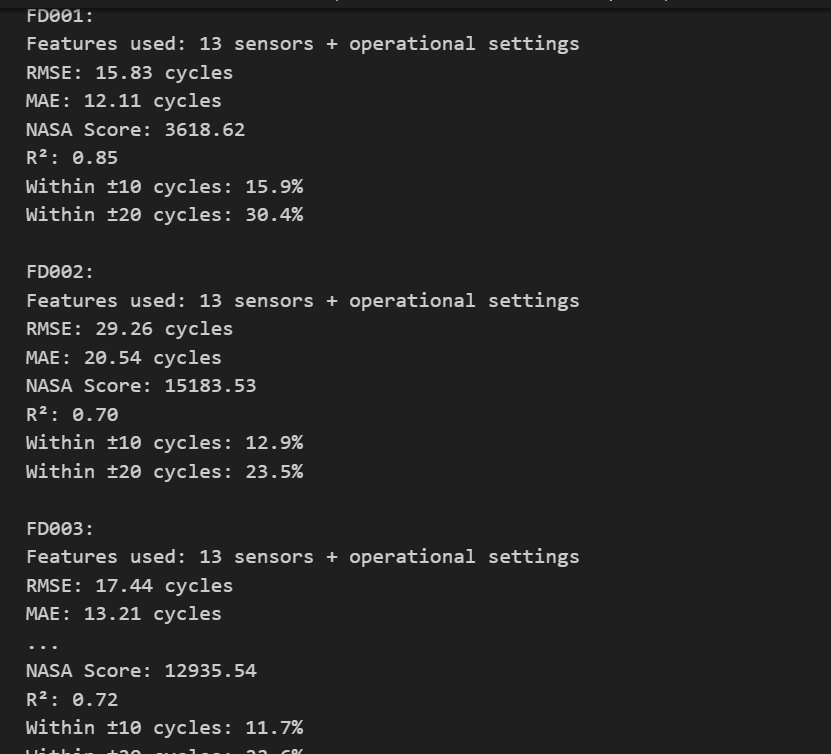 FD001:
Features used: 13 sensors + operational settings
RMSE: 15.83 cycles
MAE: 12.11 cycles
NASA Score: 3618.62
R²: 0.85
Within ±10 cycles: 15.9%
Within ±20 cycles: 30.4%
FD002:
Features used: 13 sensors + operational settings
RMSE: 29.26 cycles
MAE: 20.54 cycles
NASA Score: 15183.53
R²: 0.70
Within ±10 cycles: 12.9%
Within ±20 cycles: 23.5%
FD003:
Features used: 13 sensors + operational settings
RMSE: 17.44 cycles
MAE: 13.21 cycles
...
NASA Score: 12935.54
R²: 0.72
Within ±10 cycles: 11.7%
Within ±20 cycles: